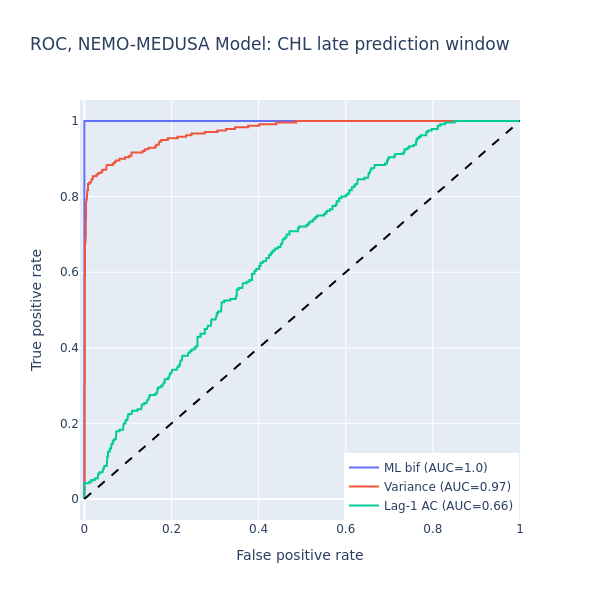 ROC, NEMO-MEDUSA Model: CHL late prediction window
True positive rate
1
0.8
0.6
0.4
0.2
0
0 0.2 0.4 0.6 0.8 1
False positive rate
ML bif (AUC=1.0)
Variance (AUC=0.97)
Lag-1 AC (AUC=0.66)